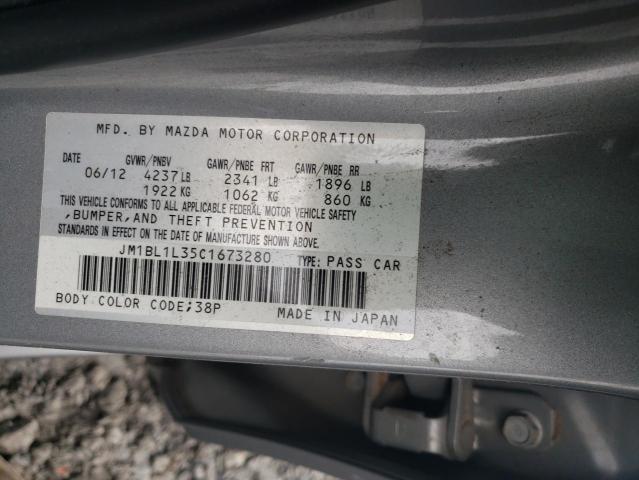 MFD. BY MAZDA MOTOR CORPORATION
DATE GVWR/PNBV GAWR/PNBE FRT GAWR/PNBE RR
06/12 4237LB 2341 LB 1896 LB
1922KG 1062 KG 860 KG
THIS VEHICLE CONFORMS TO ALL APPLICABLE FEDERAL MOTOR VEHICLE SAFETY
,BUMPER,AND THEFT PREVENTION
STANDARDS IN EFFECT ON THE DATE OF MANUFACTURE SHOWN ABOVE.
JM1BL1L35C1673280 TYPE: PASS CAR
BODY COLOR CODE;38P MADE IN JAPAN